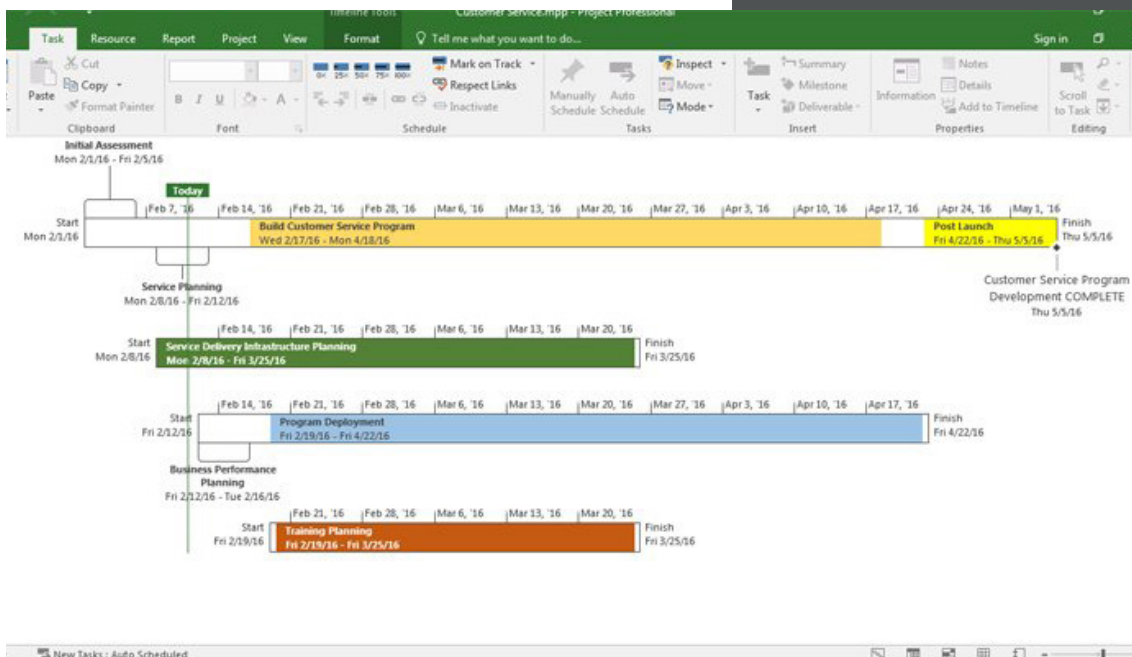 Timeline Tools
Customer Service.mpp - Project Professional
Task Resource Report Project View Format Tell me what you want to do... Sign in
Paste
Cut
Copy
Format Painter
Clipboard
B I U A
Font
0x 25x 50x 75x 100x
Mark on Track
Respect Links
Inactivate
Schedule
Manually Schedule
Auto Schedule
Inspect
Move
Mode
Tasks
Task
Summary
Milestone
Deliverable
Insert
Information
Notes
Details
Add to Timeline
Properties
Scroll to Task
Editing
Initial Assessment
Mon 2/1/16 - Fri 2/5/16
Today
Feb 7, '16 Feb 14, '16 Feb 21, '16 Feb 28, '16 Mar 6, '16 Mar 13, '16 Mar 20, '16 Mar 27, '16 Apr 3, '16 Apr 10, '16 Apr 17, '16 Apr 24, '16 May 1, '16
Start
Mon 2/1/16
Build Customer Service Program
Wed 2/17/16 - Mon 4/18/16
Post Launch
Fri 4/22/16 - Thu 5/5/16
Finish
Thu 5/5/16
Service Planning
Mon 2/8/16 - Fri 2/12/16
Customer Service Program
Development COMPLETE
Thu 5/5/16
Feb 14, '16 Feb 21, '16 Feb 28, '16 Mar 6, '16 Mar 13, '16 Mar 20, '16
Start
Mon 2/8/16
Service Delivery Infrastructure Planning
Mon 2/8/16 - Fri 3/25/16
Finish
Fri 3/25/16
Feb 14, '16 Feb 21, '16 Feb 28, '16 Mar 6, '16 Mar 13, '16 Mar 20, '16 Mar 27, '16 Apr 3, '16 Apr 10, '16 Apr 17, '16
Start
Fri 2/12/16
Program Deployment
Fri 2/19/16 - Fri 4/22/16
Finish
Fri 4/22/16
Business Performance
Planning
Fri 2/12/16 - Tue 2/16/16
Feb 21, '16 Feb 28, '16 Mar 6, '16 Mar 13, '16 Mar 20, '16
Start
Fri 2/19/16
Training Planning
Fri 2/19/16 - Fri 3/25/16
Finish
Fri 3/25/16
New Tasks : Auto Scheduled